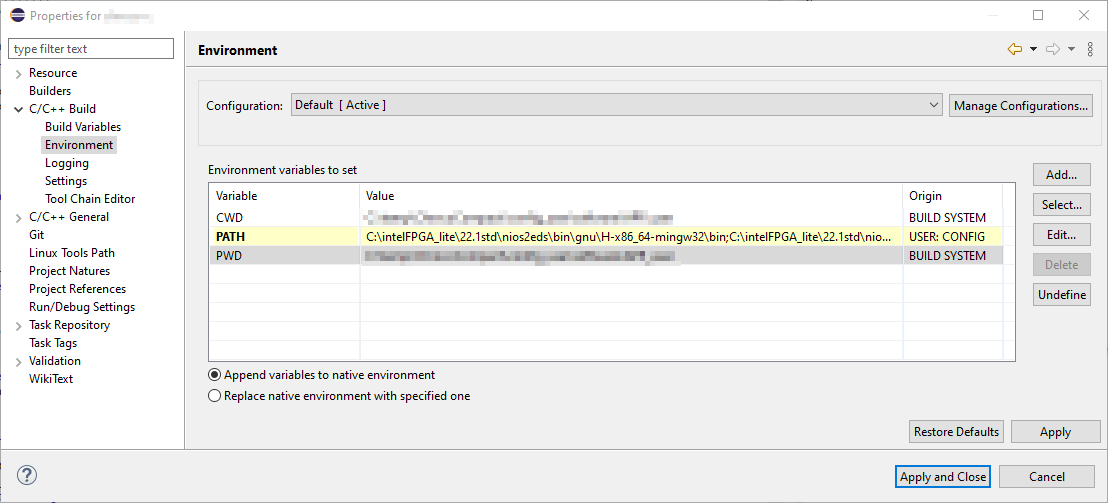 Properties for
type filter text
Resource
Builders
C/C++ Build
Build Variables
Environment
Logging
Settings
Tool Chain Editor
C/C++ General
Git
Linux Tools Path
Project Natures
Project References
Run/Debug Settings
Task Repository
Task Tags
Validation
WikiText
Environment
Configuration: Default [ Active ] Manage Configurations...
Environment variables to set
Variable Value Origin
CWD BUILD SYSTEM
PATH C:\intelFPGA_lite\22.1std\nios2eds\bin\gnu\H-x86_64-mingw32\bin;C:\intelFPGA_lite\22.1std\nio... USER: CONFIG
PWD BUILD SYSTEM
Add...
Select...
Edit...
Delete
Undefine
Append variables to native environment
Replace native environment with specified one
Restore Defaults Apply
? Apply and Close Cancel